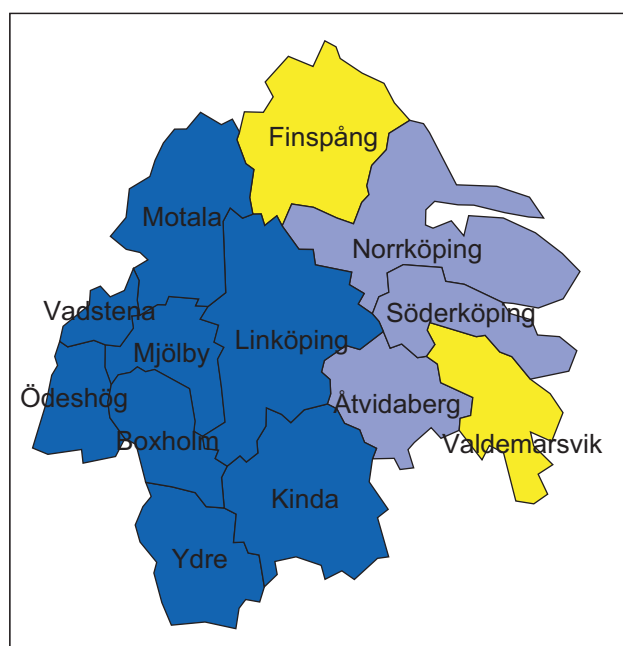 Finspång
Motala
Norrköping
Vadstena
Söderköping
Linköping
Mjölby
Ödeshög
Åtvidaberg
Boxholm
Valdemarsvik
Kinda
Ydre